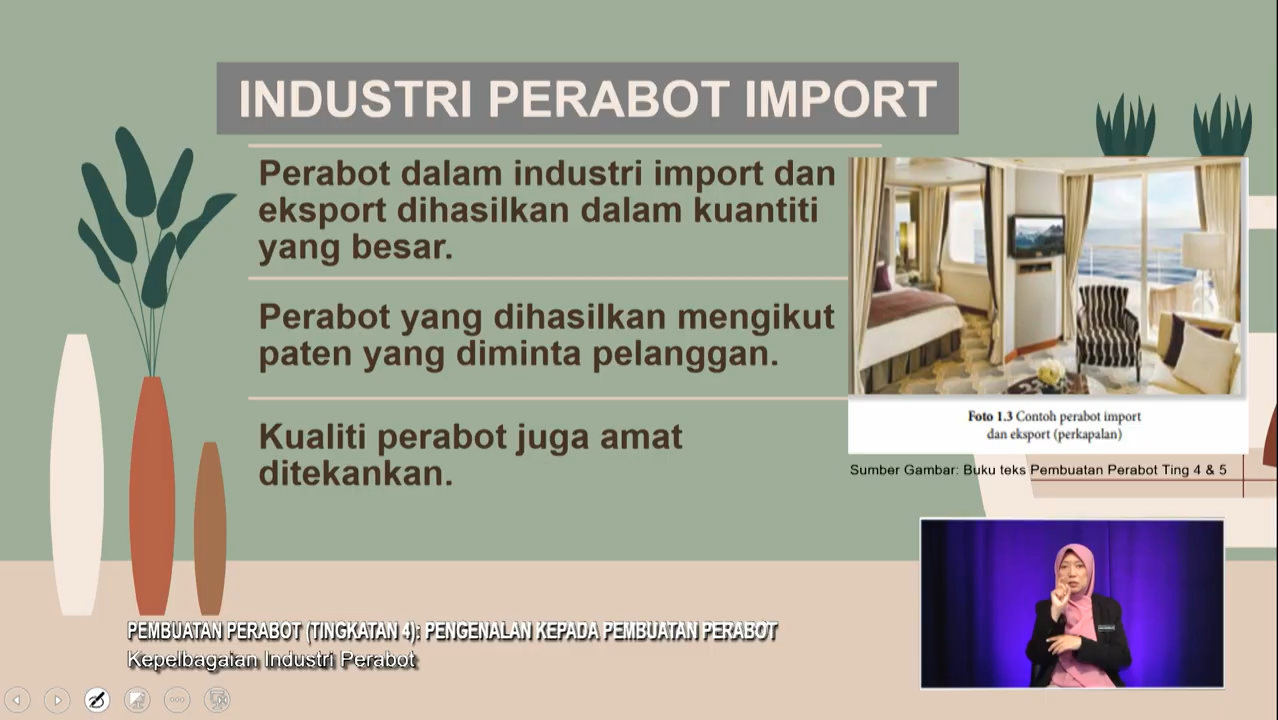 INDUSTRI PERABOT IMPORT
Perabot dalam industri import dan
eksport dihasilkan dalam kuantiti
yang besar.
Perabot yang dihasilkan mengikut
paten yang diminta pelanggan.
Kualiti perabot juga amat
ditekankan.
Foto 1.3 Contoh perabot import
dan eksport (perkapalan)
Sumber Gambar: Buku teks Pembuatan Perabot Ting 4 & 5
PEMBUATAN PERABOT (TINGKATAN 4): PENGENALAN KEPADA PEMBUATAN PERABOT
Kepelbagaian Industri Perabot